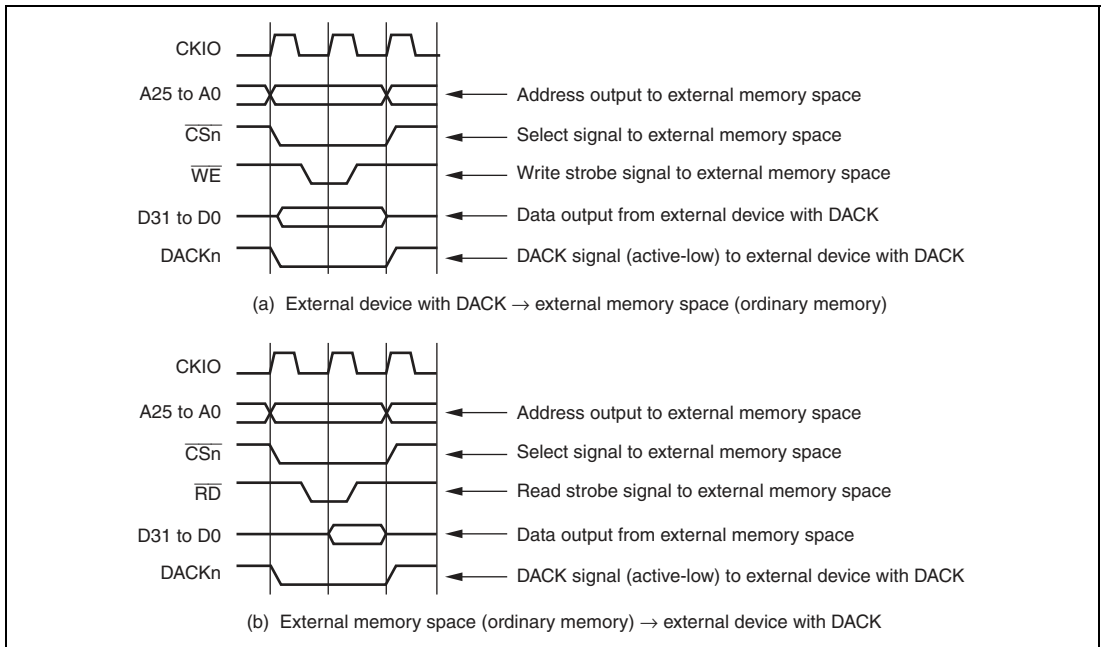 CKIO
A25 to A0 Address output to external memory space
CSn Select signal to external memory space
WE Write strobe signal to external memory space
D31 to D0 Data output from external device with DACK
DACKn DACK signal (active-low) to external device with DACK
(a) External device with DACK → external memory space (ordinary memory)
CKIO
A25 to A0 Address output to external memory space
CSn Select signal to external memory space
RD Read strobe signal to external memory space
D31 to D0 Data output from external memory space
DACKn DACK signal (active-low) to external device with DACK
(b) External memory space (ordinary memory) → external device with DACK